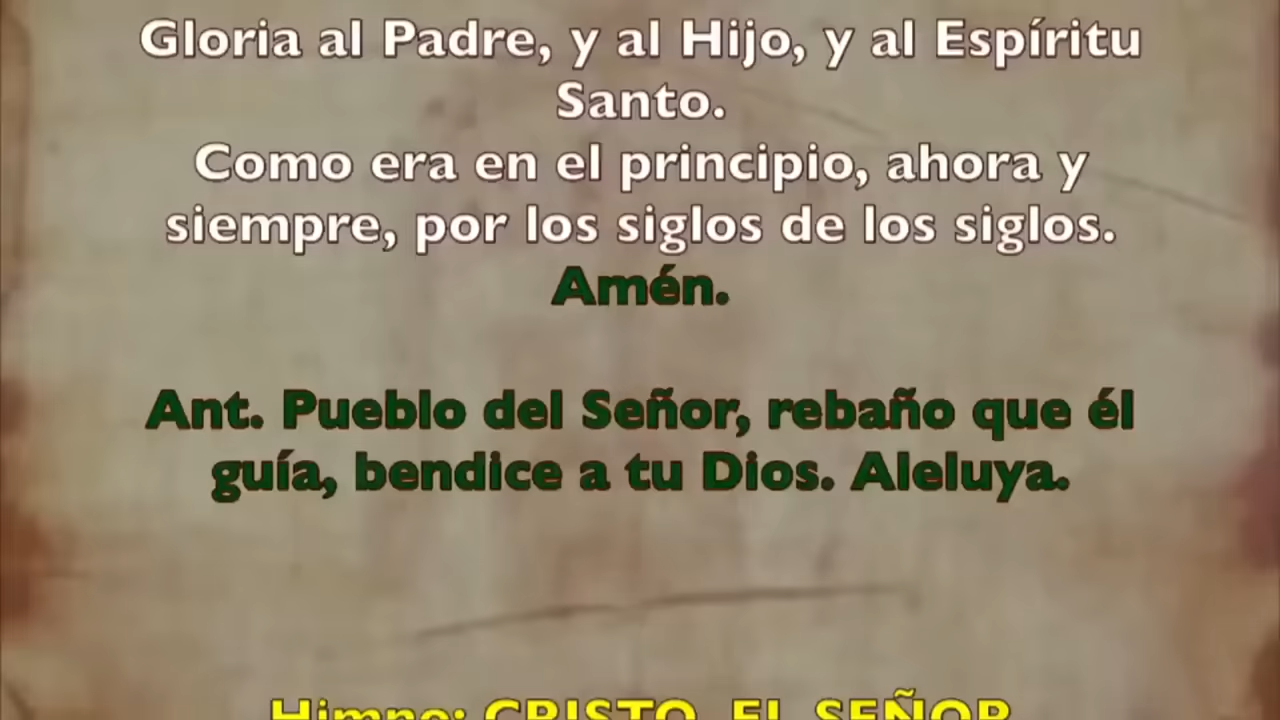 Gloria al Padre, y al Hijo, y al Espíritu
Santo.
Como era en el principio, ahora y
siempre, por los siglos de los siglos.
Amén.
Ant. Pueblo del Señor, rebaño que él
guía, bendice a tu Dios. Aleluya.
Himno: CRISTO, EL SEÑOR